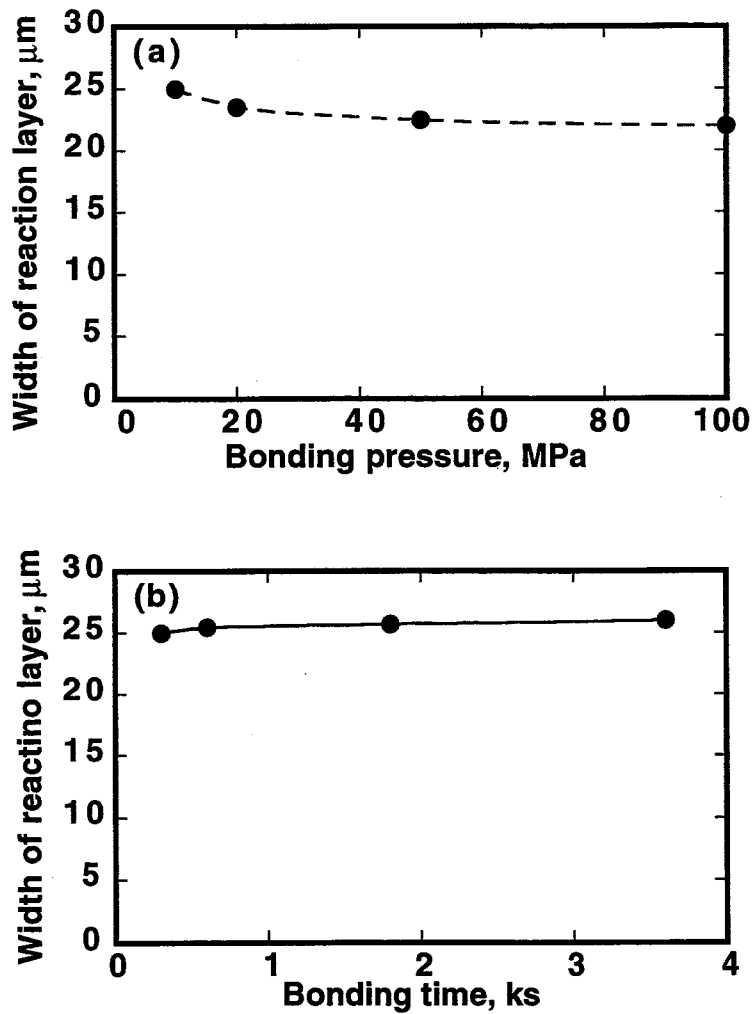 (a)
Width of reaction layer, μm
30
25
20
15
10
5
0
0 20 40 60 80 100
Bonding pressure, MPa
(b)
Width of reactino layer, μm
30
25
20
15
10
5
0
0 1 2 3 4
Bonding time, ks